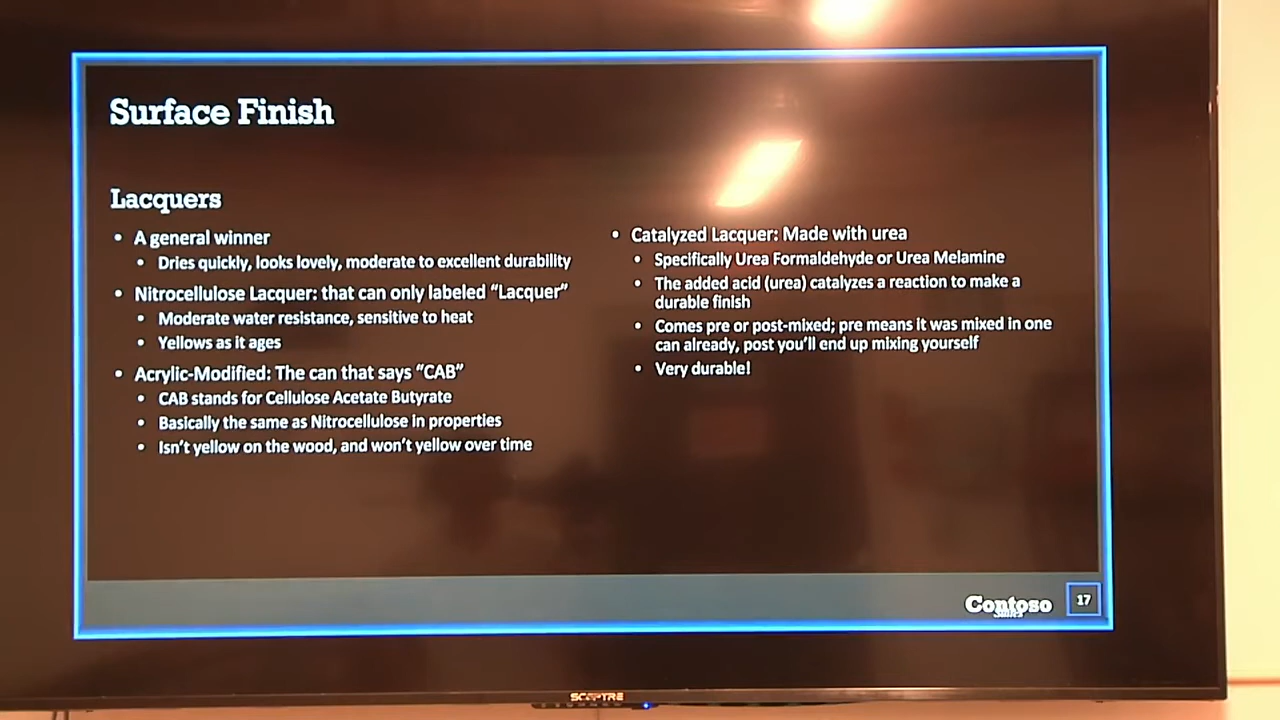 Surface Finish
Lacquers
• A general winner
• Dries quickly, looks lovely, moderate to excellent durability
• Nitrocellulose Lacquer: that can only labeled “Lacquer”
• Moderate water resistance, sensitive to heat
• Yellows as it ages
• Acrylic-Modified: The can that says “CAB”
• CAB stands for Cellulose Acetate Butyrate
• Basically the same as Nitrocellulose in properties
• Isn’t yellow on the wood, and won’t yellow over time
• Catalyzed Lacquer: Made with urea
• Specifically Urea Formaldehyde or Urea Melamine
• The added acid (urea) catalyzes a reaction to make a
durable finish
• Comes pre or post-mixed; pre means it was mixed in one
can already, post you’ll end up mixing yourself
• Very durable!
Contoso
17
SCEPTRE